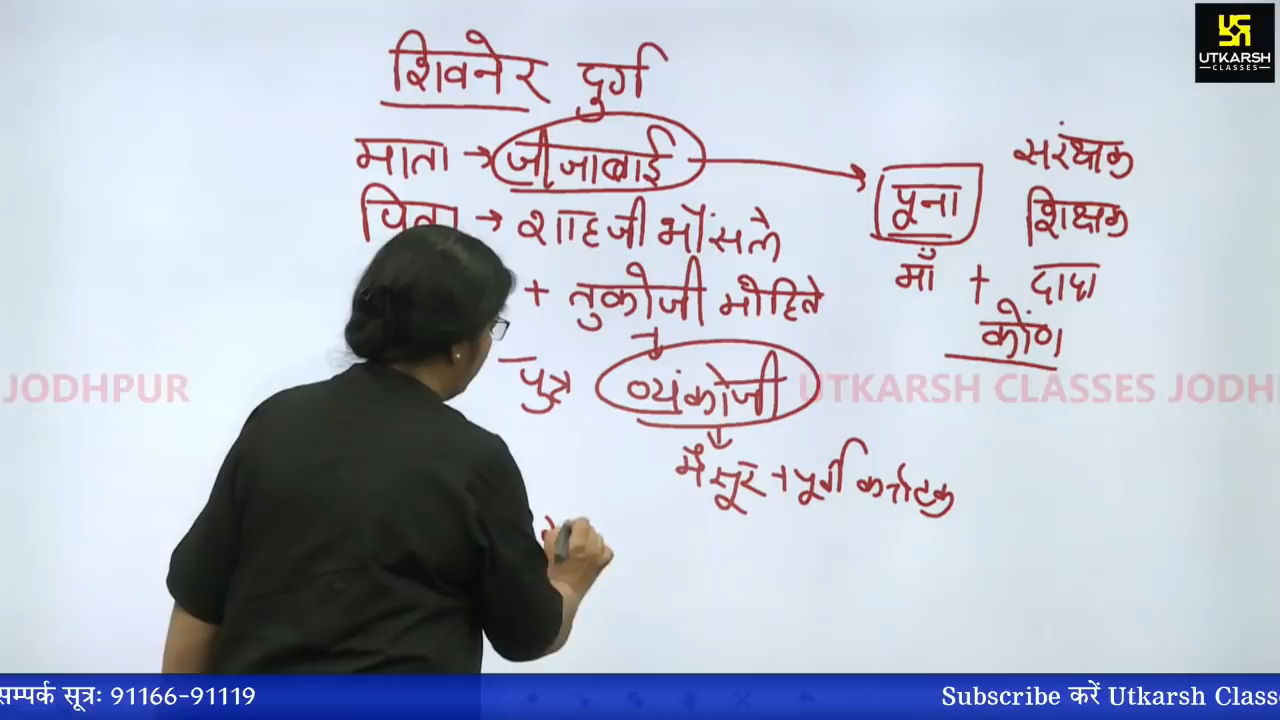 शिवनेर दुर्ग
माता → जीजाबाई
पिता → शाहजी भोंसले
+ तुकोजी मोहिते
पुत्र व्यंकोजी
मैसूर + पूर्वी कर्नाटक
पूना
माँ + दादा
कोंण
संरक्षक
शिक्षक
UTKARSH
CLASSES
JODHPUR
UTKARSH CLASSES JODH
सम्पर्क सूत्रः 91166-91119
Subscribe करें Utkarsh Class